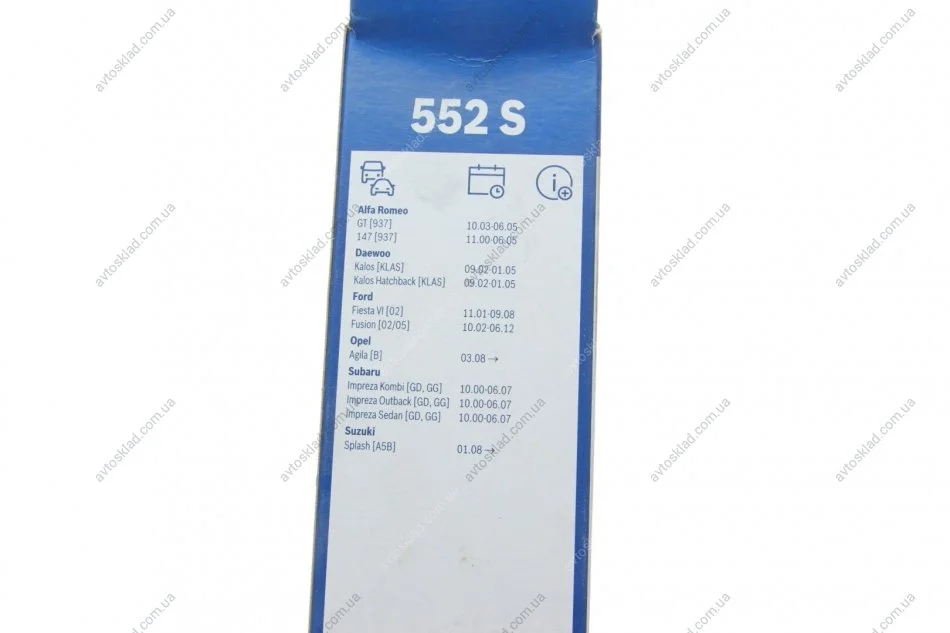 552 S
Alfa Romeo
GT [937] 10.03-06.05
147 [937] 11.00-06.05
Daewoo
Kalos [KLAS] 09.02-01.05
Kalos Hatchback [KLAS] 09.02-01.05
Ford
Fiesta VI [02] 11.01-09.08
Fusion [02/05] 10.02-06.12
Opel
Agila [B] 03.08 →
Subaru
Impreza Kombi [GD, GG] 10.00-06.07
Impreza Outback [GD, GG] 10.00-06.07
Impreza Sedan [GD, GG] 10.00-06.07
Suzuki
Splash [A5B] 01.08 →
avtosklad.com.ua